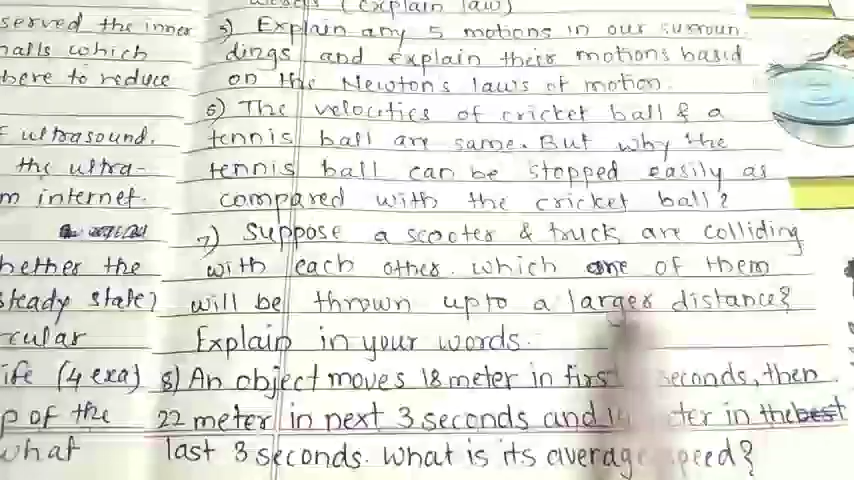 (Explain law)
served the inner
halls which
here to reduce
ultrasound.
the ultra-
m internet.
hether the
steady state?
cular
ife (4 exa)
p of the
what
5) Explain any 5 motions in our surroun
dings and explain their motions based
on the Newton's laws of motion.
6) The velocities of cricket ball & a
tennis ball are same. But why the
tennis ball can be stopped easily as
compared with the cricket ball?
7) Suppose a scooter & truck are colliding
with each other. which one of them
will be thrown upto a larger distance?
Explain in your words.
8) An object moves 18 meter in first seconds, then
22 meter in next 3 seconds and in the best
last 3 seconds. What is its average speed?